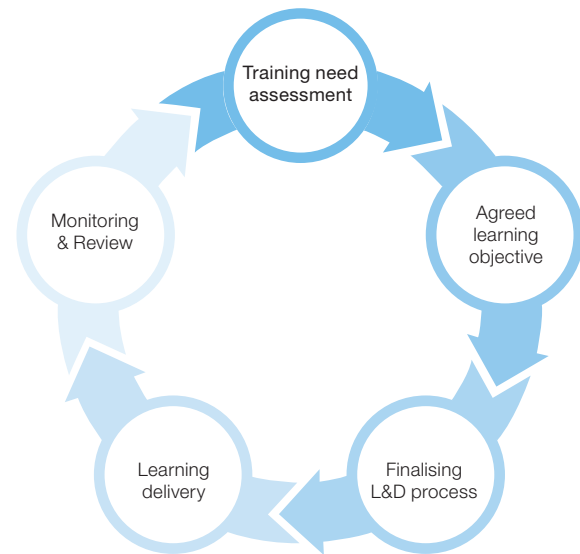 Training need
assessment
Agreed
learning
objective
Finalising
L&D process
Learning
delivery
Monitoring
& Review